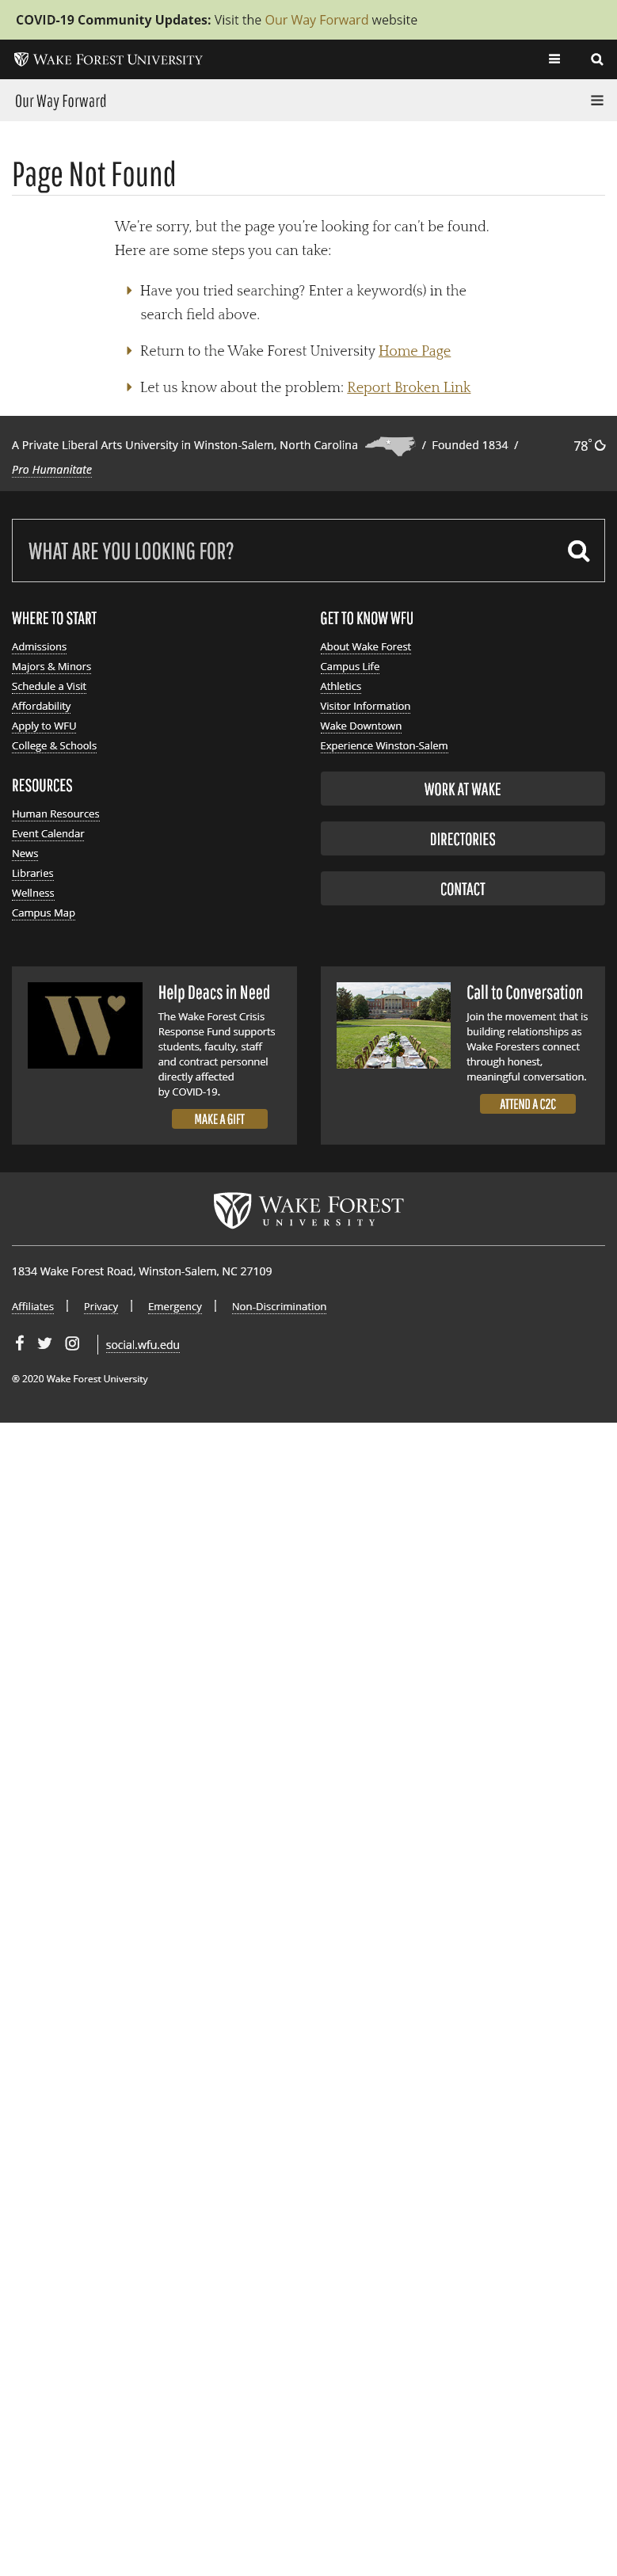 COVID-19 Community Updates: Visit the Our Way Forward website
WAKE FOREST UNIVERSITY
Our Way Forward
Page Not Found
We’re sorry, but the page you’re looking for can’t be found.
Here are some steps you can take:
Have you tried searching? Enter a keyword(s) in the
search field above.
Return to the Wake Forest University Home Page
Let us know about the problem: Report Broken Link
A Private Liberal Arts University in Winston-Salem, North Carolina / Founded 1834 /
78°
Pro Humanitate
WHAT ARE YOU LOOKING FOR?
WHERE TO START
Admissions
Majors & Minors
Schedule a Visit
Affordability
Apply to WFU
College & Schools
GET TO KNOW WFU
About Wake Forest
Campus Life
Athletics
Visitor Information
Wake Downtown
Experience Winston-Salem
RESOURCES
Human Resources
Event Calendar
News
Libraries
Wellness
Campus Map
WORK AT WAKE
DIRECTORIES
CONTACT
W
Help Deacs in Need
The Wake Forest Crisis
Response Fund supports
students, faculty, staff
and contract personnel
directly affected
by COVID-19.
MAKE A GIFT
Call to Conversation
Join the movement that is
building relationships as
Wake Foresters connect
through honest,
meaningful conversation.
ATTEND A C2C
WAKE FOREST
UNIVERSITY
1834 Wake Forest Road, Winston-Salem, NC 27109
Affiliates | Privacy | Emergency | Non-Discrimination
social.wfu.edu
® 2020 Wake Forest University